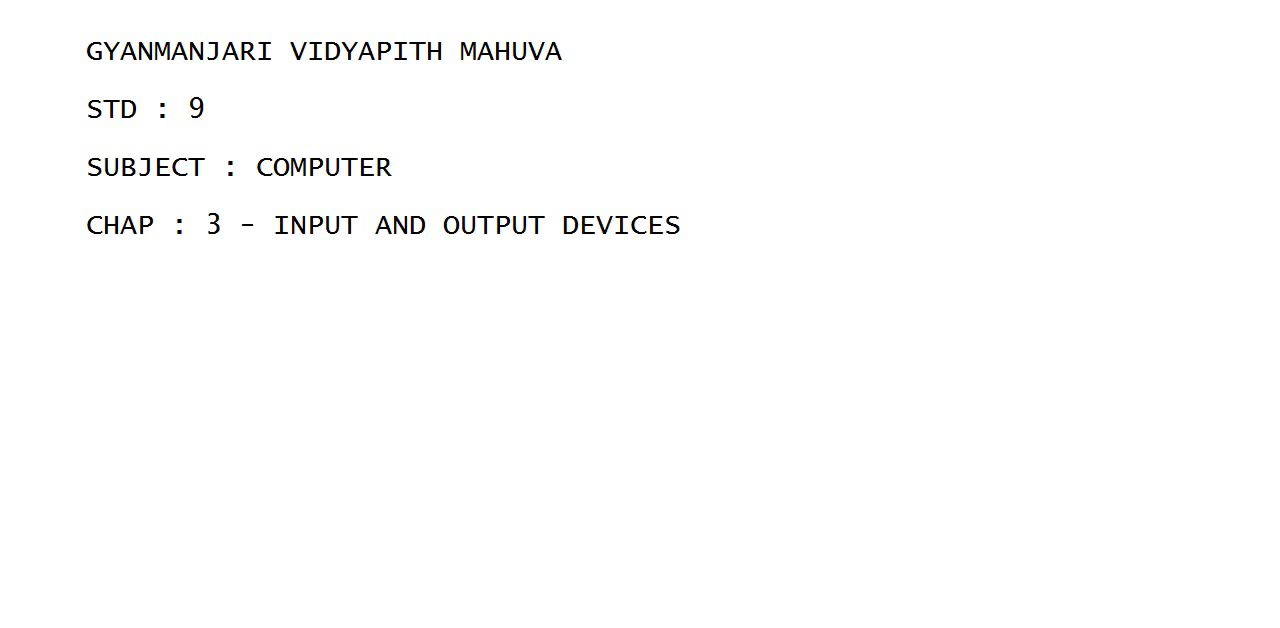 GYANMANJARI VIDYAPITH MAHUVA
STD : 9
SUBJECT : COMPUTER
CHAP : 3 - INPUT AND OUTPUT DEVICES